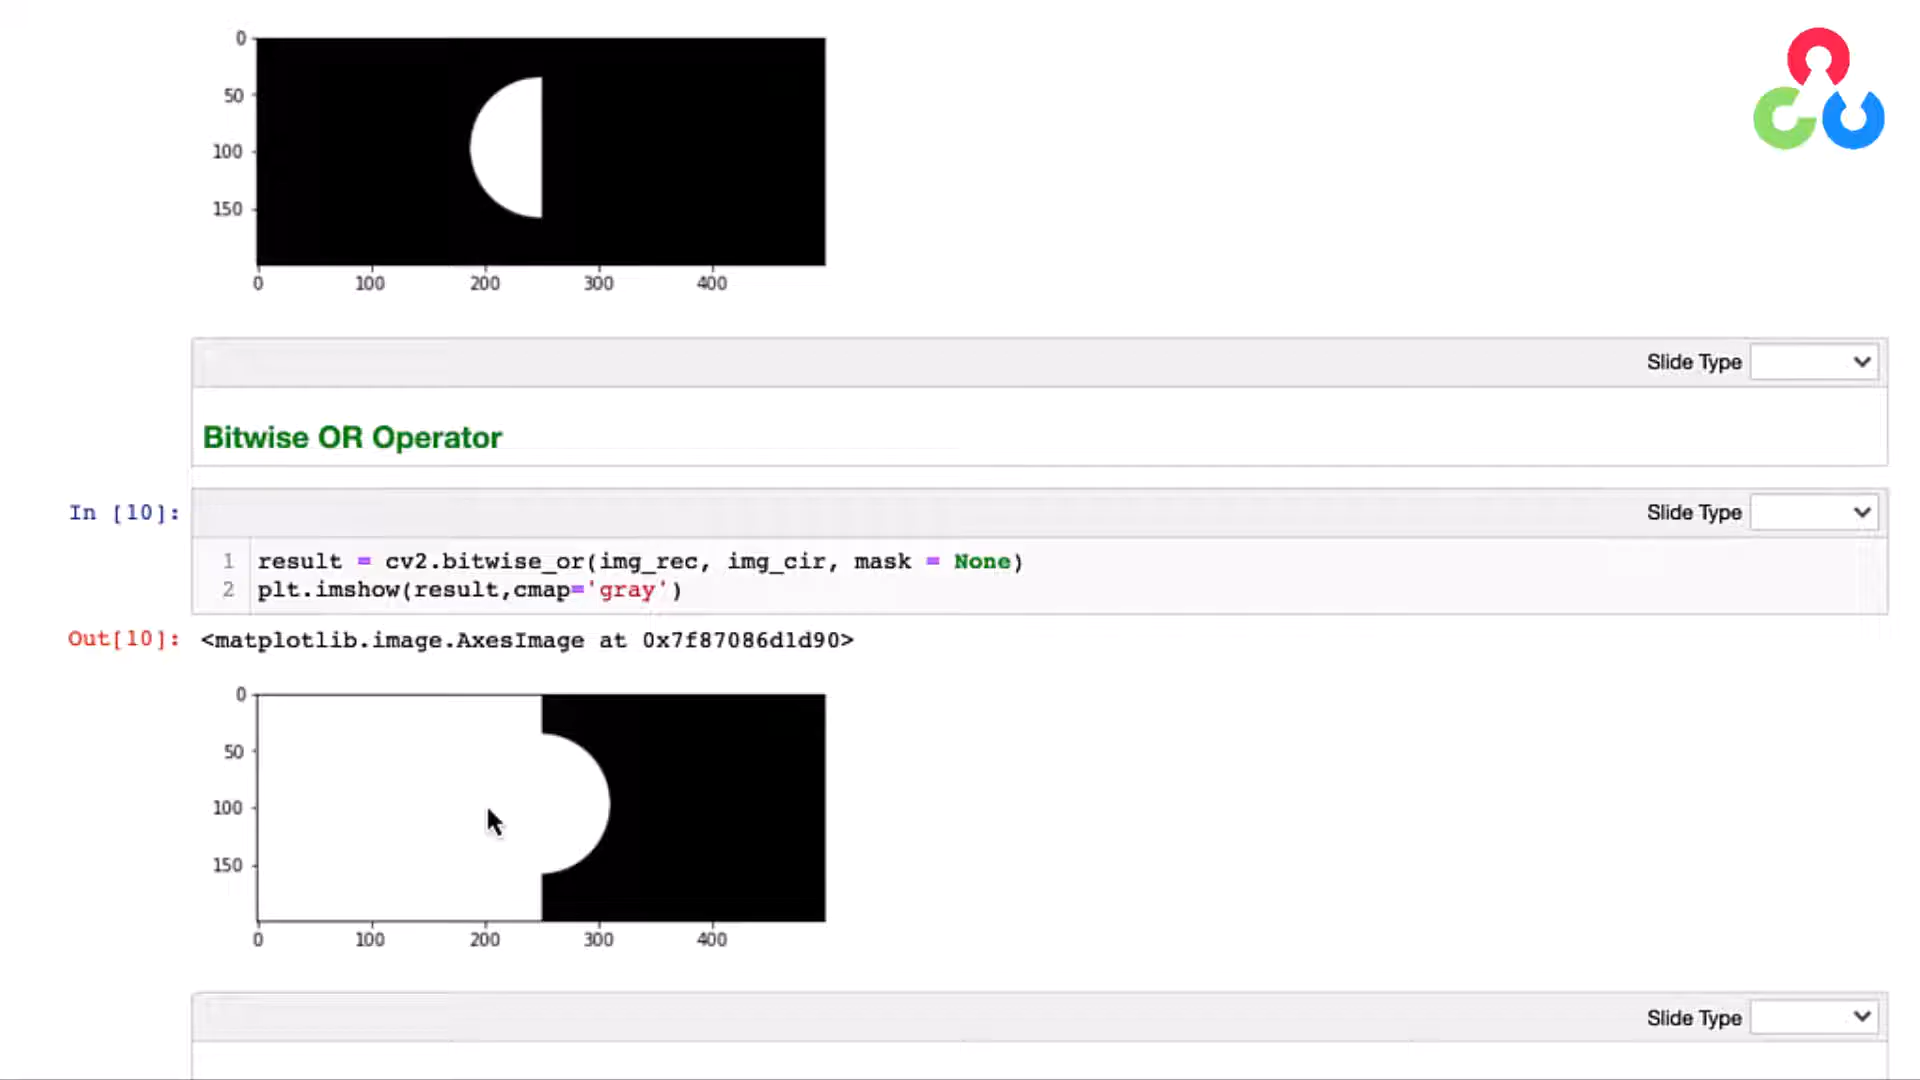 0
50
100
150
0 100 200 300 400
Slide Type
Bitwise OR Operator
In [10]:
Slide Type
1 result = cv2.bitwise_or(img_rec, img_cir, mask = None)
2 plt.imshow(result,cmap='gray')
Out[10]: <matplotlib.image.AxesImage at 0x7f87086d1d90>
0
50
100
150
0 100 200 300 400
Slide Type